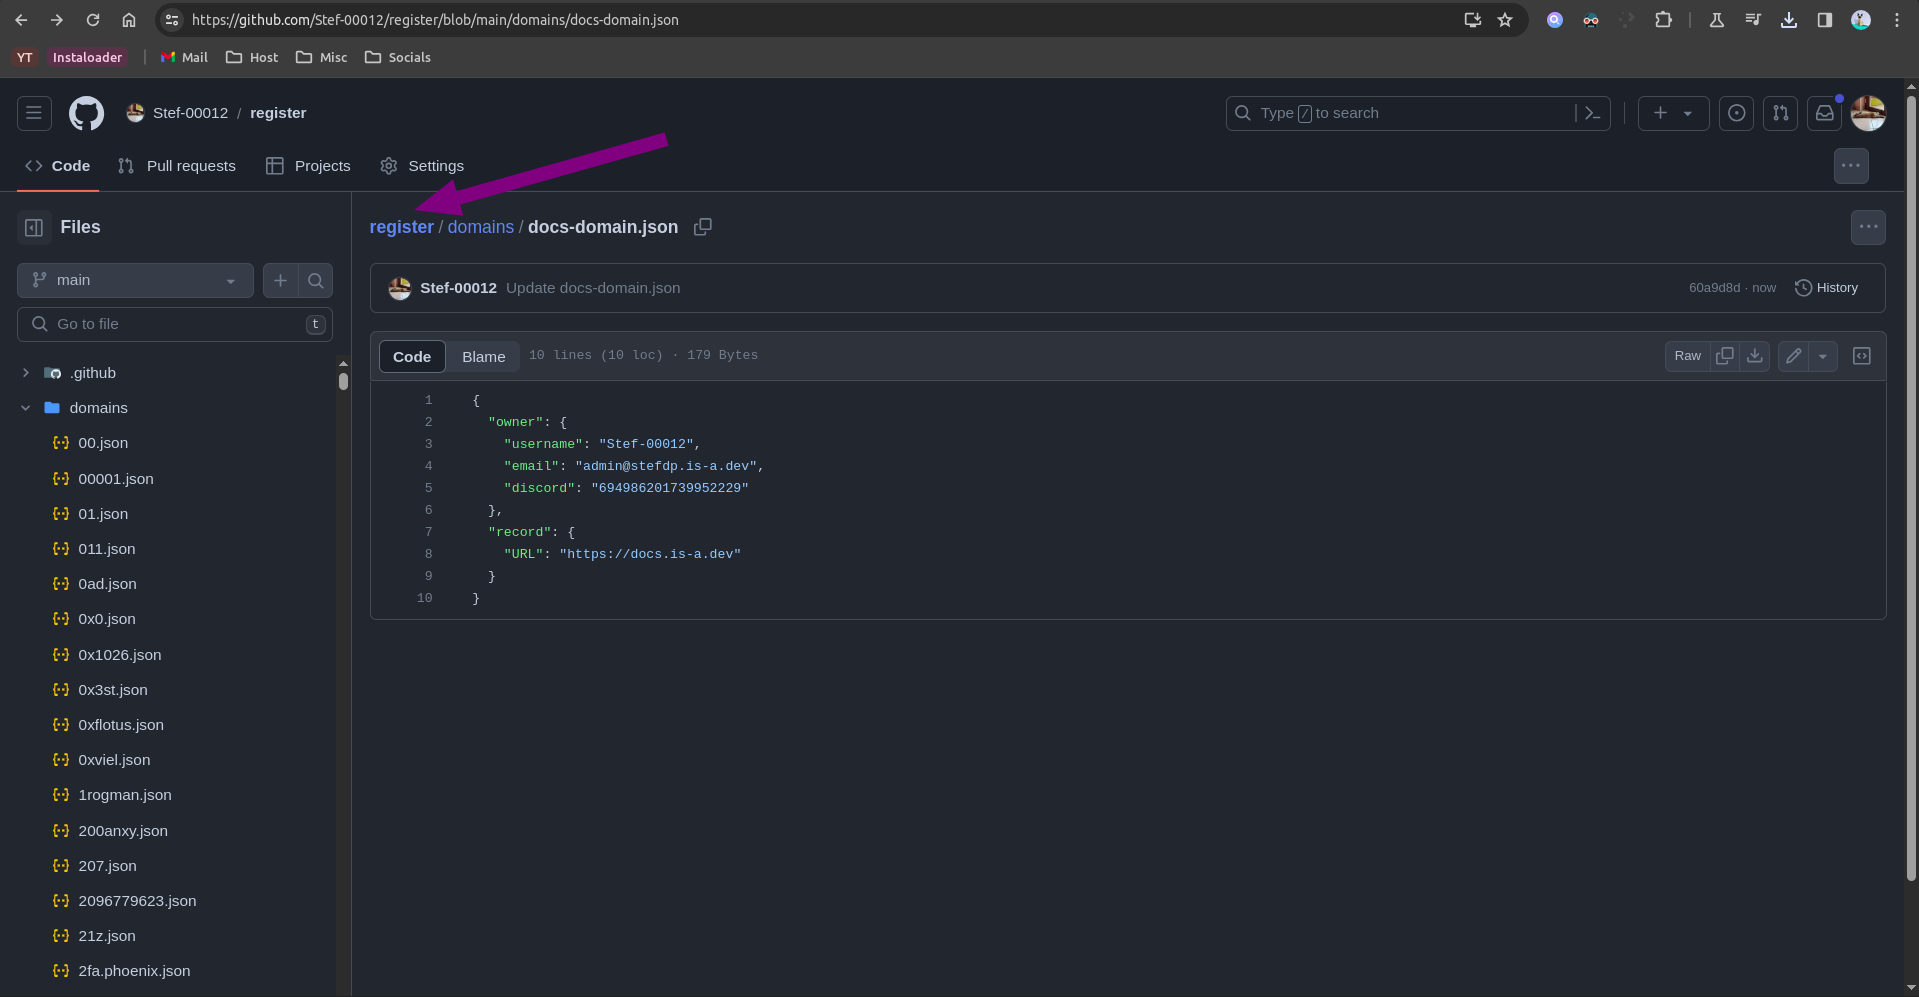 https://github.com/Stef-00012/register/blob/main/domains/docs-domain.json
YT Instaloader Mail Host Misc Socials
Stef-00012 / register
Type / to search
Code Pull requests Projects Settings
Files
main
Go to file t
.github
domains
00.json
00001.json
01.json
011.json
0ad.json
0x0.json
0x1026.json
0x3st.json
0xflotus.json
0xviel.json
1rogman.json
200anxy.json
207.json
2096779623.json
21z.json
2fa.phoenix.json
register / domains / docs-domain.json
Stef-00012 Update docs-domain.json 60a9d8d · now History
Code Blame 10 lines (10 loc) · 179 Bytes Raw
1 {
2 "owner": {
3 "username": "Stef-00012",
4 "email": "admin@stefdp.is-a.dev",
5 "discord": "694986201739952229"
6 },
7 "record": {
8 "URL": "https://docs.is-a.dev"
9 }
10 }